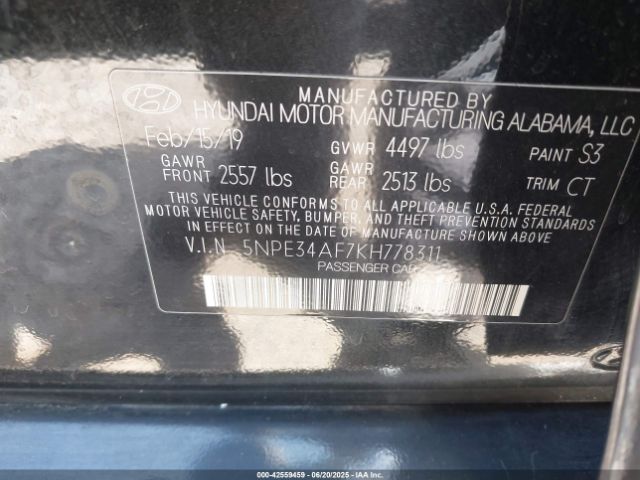 MANUFACTURED BY
HYUNDAI MOTOR MANUFACTURING ALABAMA, LLC
Feb/15/19 GVWR 4497 lbs PAINT S3
GAWR FRONT 2557 lbs GAWR REAR 2513 lbs TRIM CT
THIS VEHICLE CONFORMS TO ALL APPLICABLE U.S.A. FEDERAL
MOTOR VEHICLE SAFETY, BUMPER, AND THEFT PREVENTION STANDARDS
IN EFFECT ON THE DATE OF MANUFACTURE SHOWN ABOVE
V.I.N. 5NPE34AF7KH778311
PASSENGER CAR
000-42559459 06/20/2025 IAAI.COM